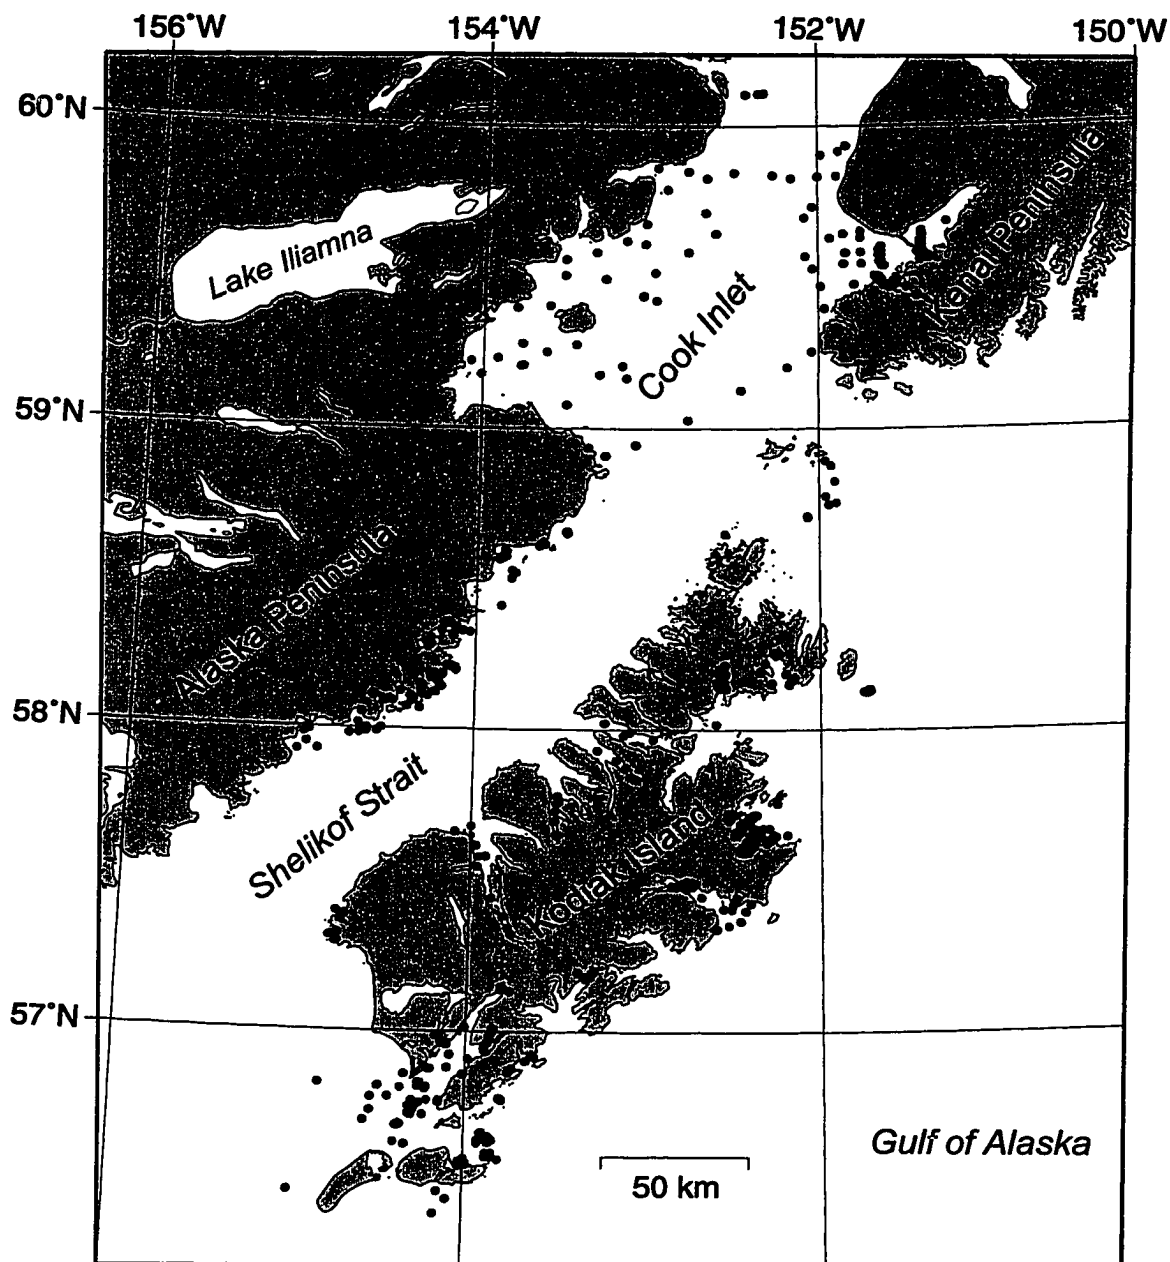 156°W
154°W
152°W
150°W
60°N
Kenai Peninsula
Lake Iliamna
Cook Inlet
59°N
Alaska Peninsula
58°N
Shelikof Strait
Kodiak Island
57°N
Gulf of Alaska
50 km